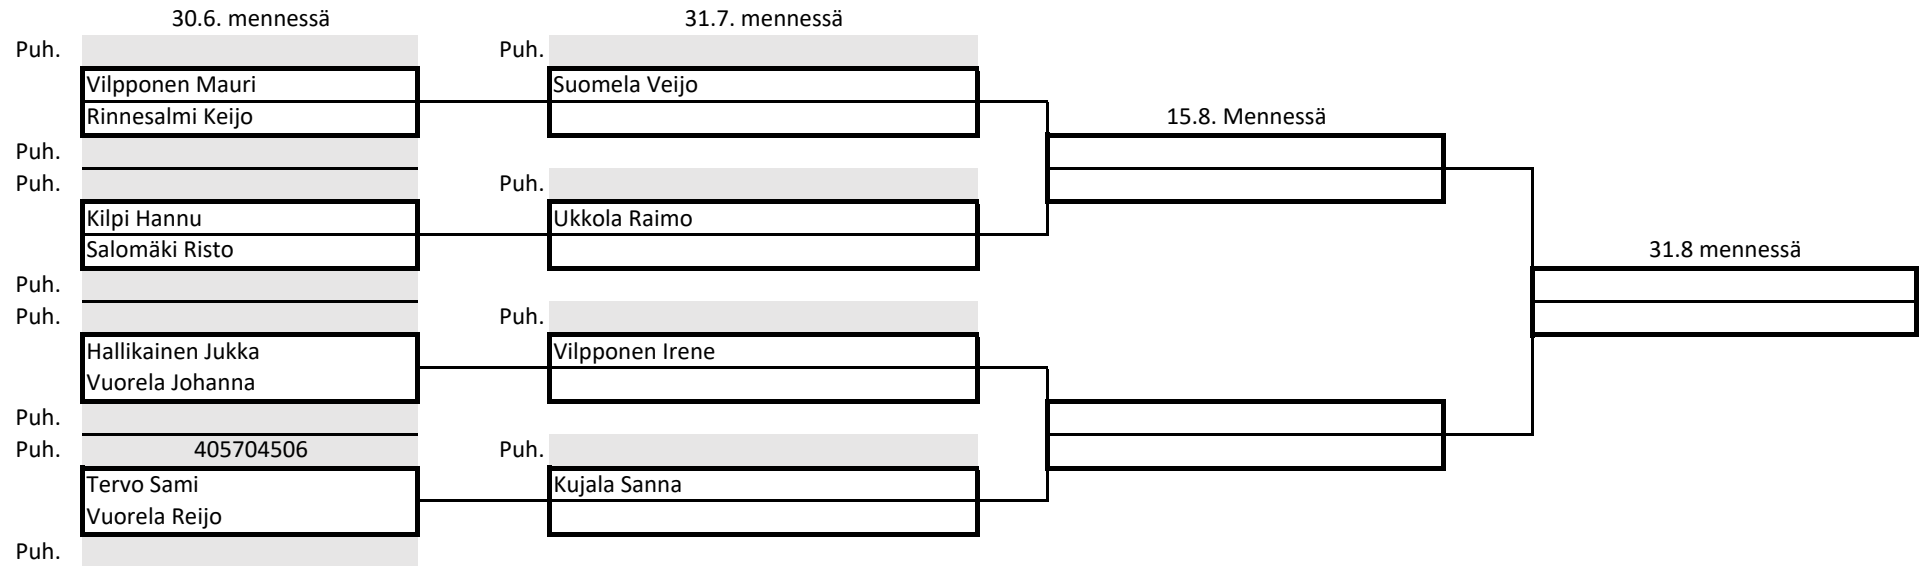 30.6. mennessä 31.7. mennessä
Puh. Puh.
Vilpponen Mauri Suomela Veijo
Rinnesalmi Keijo 15.8. Mennessä
Puh.
Puh. Puh.
Kilpi Hannu Ukkola Raimo
Salomäki Risto 31.8 mennessä
Puh.
Puh. Puh.
Hallikainen Jukka Vilpponen Irene
Vuorela Johanna
Puh.
Puh. 405704506 Puh.
Tervo Sami Kujala Sanna
Vuorela Reijo
Puh.